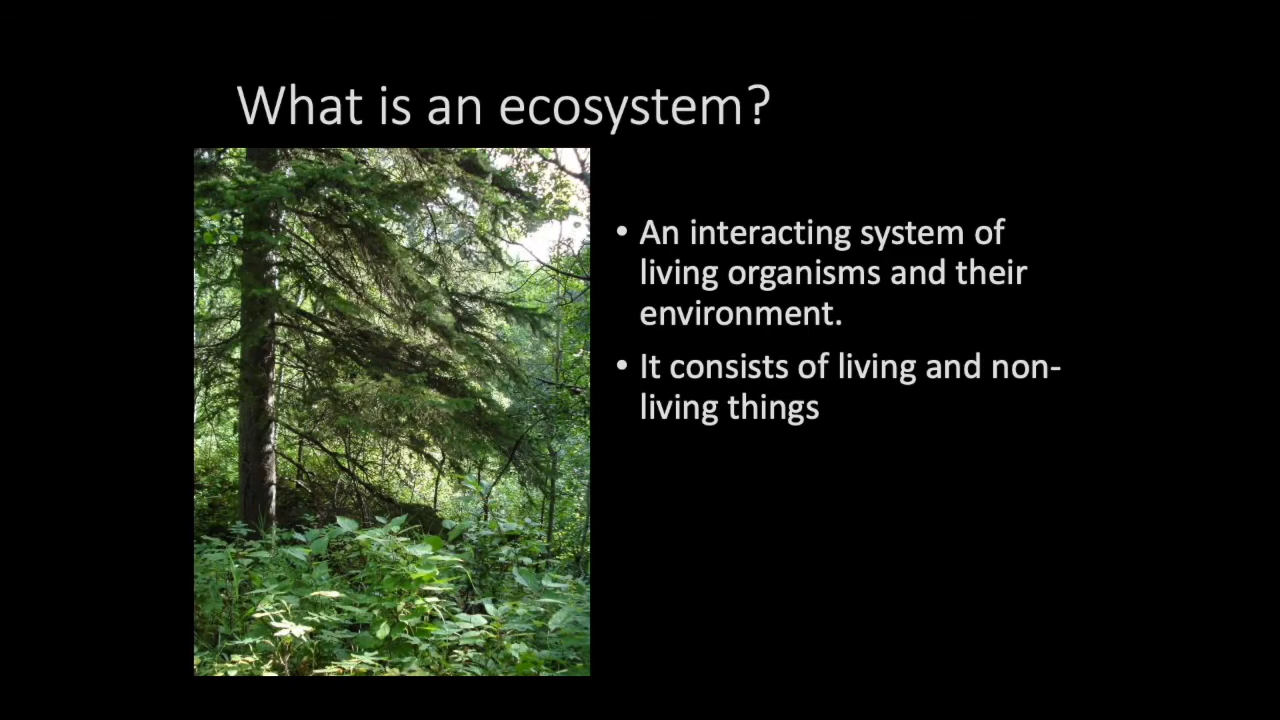 What is an ecosystem?
• An interacting system of
living organisms and their
environment.
• It consists of living and non-
living things